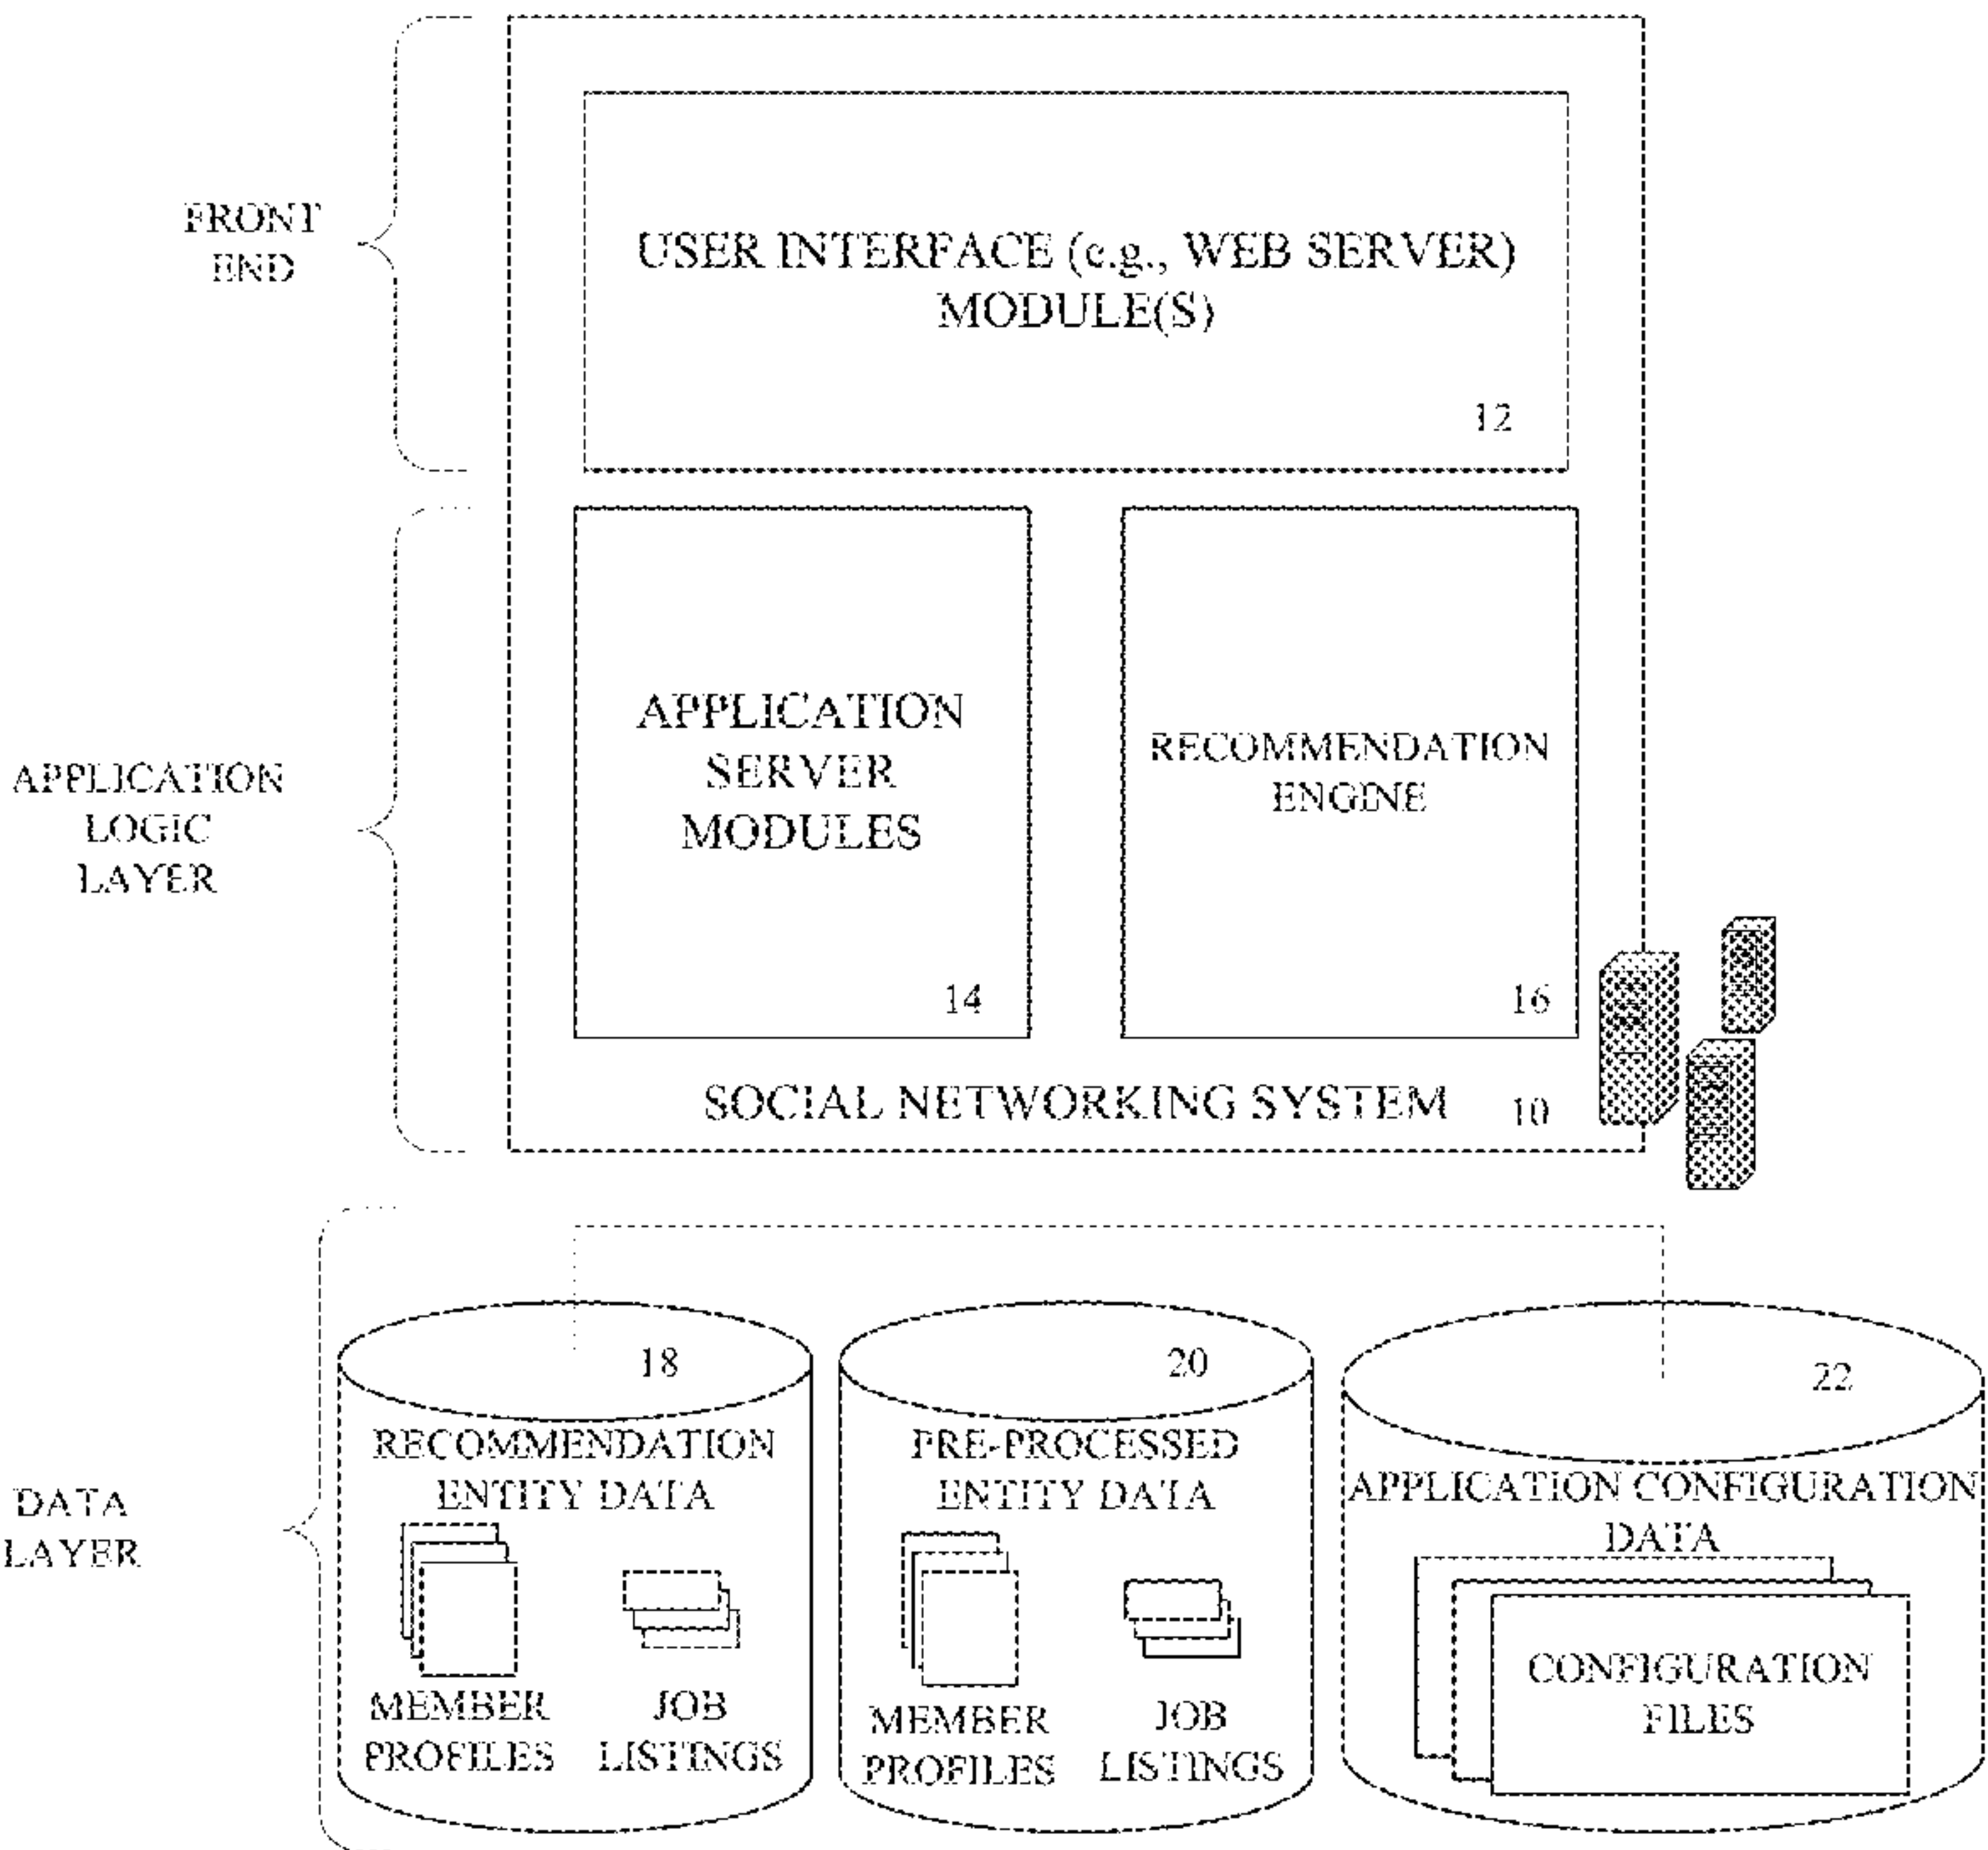 FRONT
END
USER INTERFACE (e.g., WEB SERVER)
MODULE(S)
12
APPLICATION
LOGIC
LAYER
APPLICATION
SERVER
MODULES
14
RECOMMENDATION
ENGINE
16
SOCIAL NETWORKING SYSTEM
10
DATA
LAYER
18
RECOMMENDATION
ENTITY DATA
MEMBER
PROFILES
JOB
LISTINGS
20
PRE-PROCESSED
ENTITY DATA
MEMBER
PROFILES
JOB
LISTINGS
22
APPLICATION CONFIGURATION
DATA
CONFIGURATION
FILES